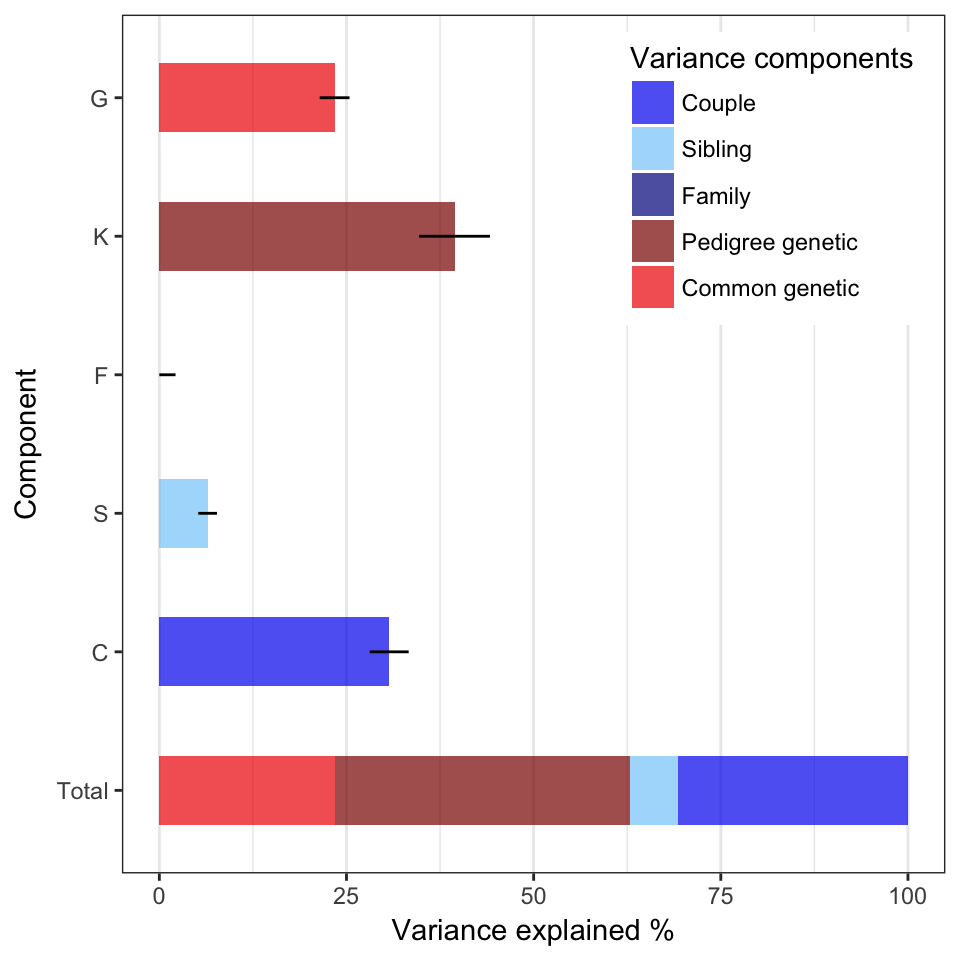 Variance components
Couple
Sibling
Family
Pedigree genetic
Common genetic
Component
G
K
F
S
C
Total
0 25 50 75 100
Variance explained %